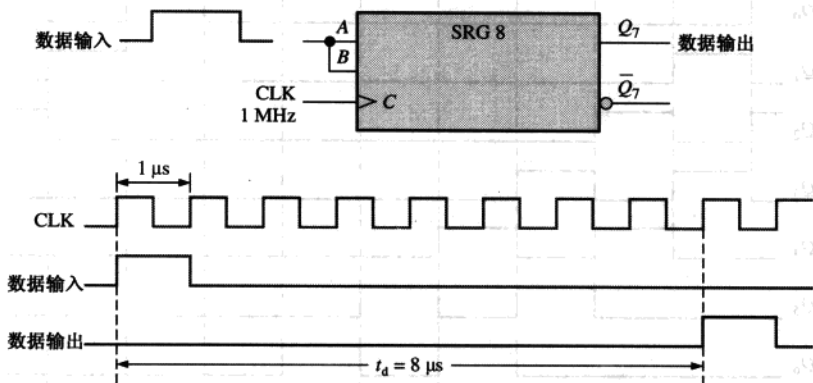 数据输入
A
B
SRG 8
Q₇
数据输出
CLK
1 MHz
C
Q̅₇
1 μs
CLK
数据输入
数据输出
t_d = 8 μs